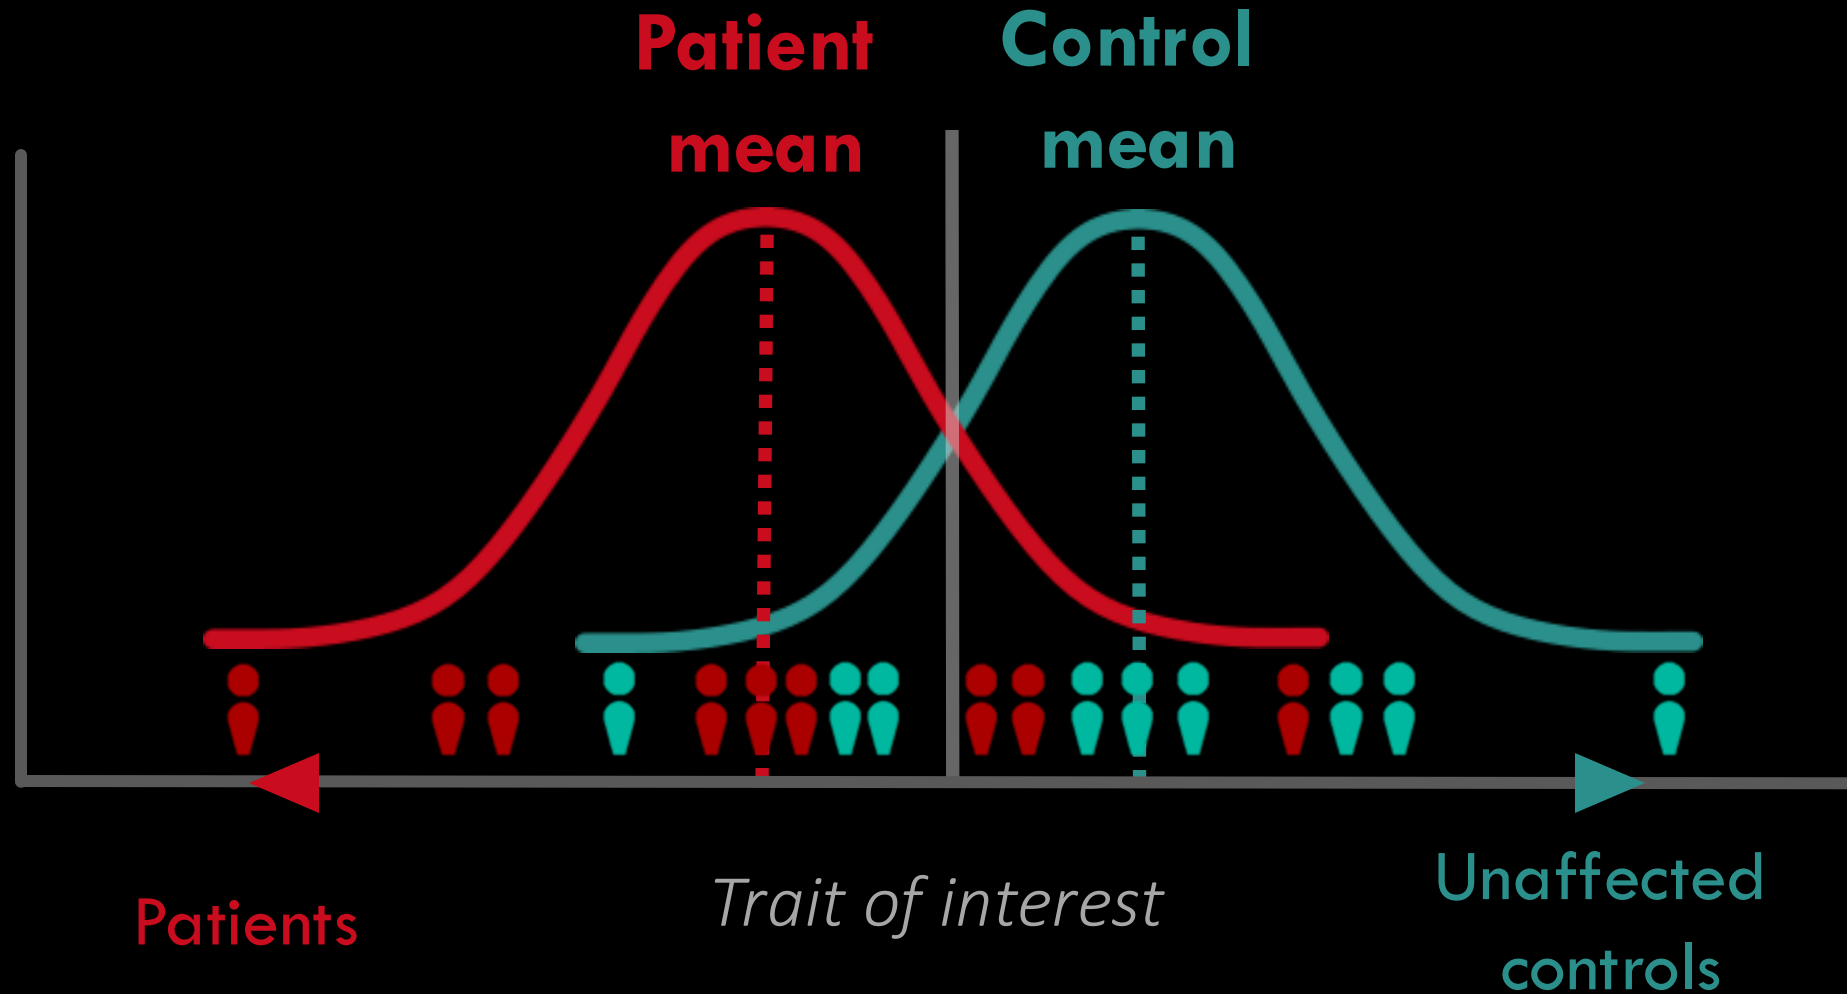 Patient
mean
Control
mean
Patients
Trait of interest
Unaffected
controls